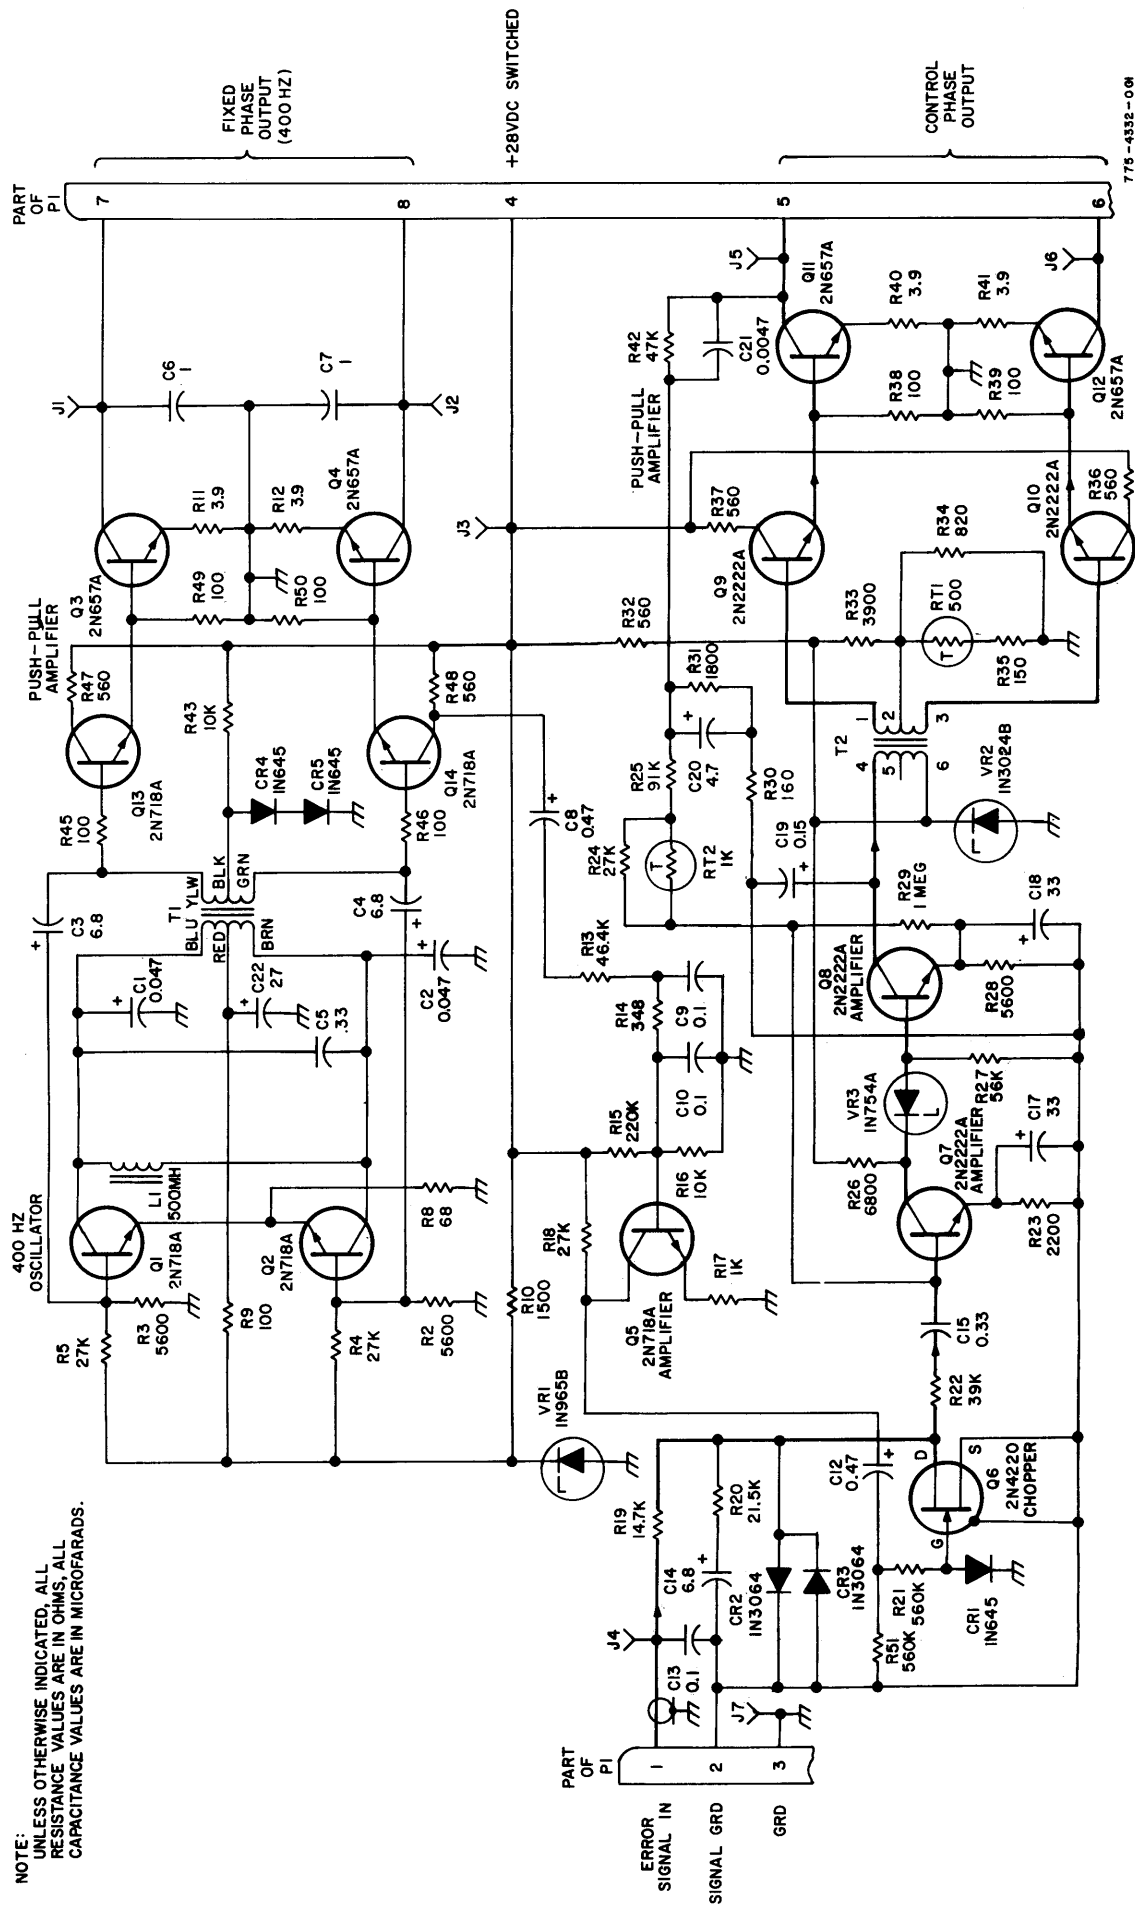 NOTE:
UNLESS OTHERWISE INDICATED, ALL
RESISTANCE VALUES ARE IN OHMS, ALL
CAPACITANCE VALUES ARE IN MICROFARADS.
400 HZ
OSCILLATOR
R5
27K
R3
5600
Q1
2N718A
L1
500MH
R9
100
Q2
2N718A
R4
27K
R2
5600
R8
68
C1
0.047
C22
27
C5
.33
C2
0.047
C3
6.8
C4
6.8
BLU
YLW
T1
RED
BLK
BRN
GRN
R45
100
R46
100
Q13
2N718A
Q14
2N718A
CR4
1N645
CR5
1N645
R43
10K
R47
560
R48
560
PUSH-PULL
AMPLIFIER
Q3
2N657A
Q4
2N657A
R49
100
R50
100
R11
3.9
R12
3.9
C6
1
C7
1
J1
J2
PART
OF
P1
7
8
4
5
6
FIXED
PHASE
OUTPUT
(400 HZ)
+28VDC SWITCHED
CONTROL
PHASE
OUTPUT
775-4332-001
VR1
1N965B
R10
1500
J3
R32
560
C8
0.47
R13
46.4K
R14
348
C9
0.1
C10
0.1
R15
220K
R16
10K
R18
27K
Q5
2N718A
AMPLIFIER
R17
1K
R24
27K
RT2
1K
T
R25
91K
C20
4.7
R31
1800
R30
160
C19
0.15
PUSH-PULL
AMPLIFIER
R42
47K
C21
0.0047
J5
J6
Q11
2N657A
Q12
2N657A
R40
3.9
R41
3.9
R38
100
R39
100
R37
560
R36
560
Q9
2N2222A
Q10
2N2222A
R34
820
RT1
500
T
R33
3900
R35
150
T2
1
2
3
4
5
6
VR2
1N3024B
R29
1 MEG
C18
33
Q8
2N2222A
AMPLIFIER
R28
5600
R27
56K
VR3
1N754A
C17
33
Q7
2N2222A
AMPLIFIER
R26
6800
R23
2200
C15
0.33
R22
39K
Q6
2N4220
CHOPPER
D
S
G
C12
0.47
R21
560K
R51
560K
CR1
1N645
R19
14.7K
R20
21.5K
C14
6.8
CR2
1N3064
CR3
1N3064
J4
C13
0.1
J7
PART
OF
P1
1
2
3
ERROR
SIGNAL IN
SIGNAL GRD
GRD